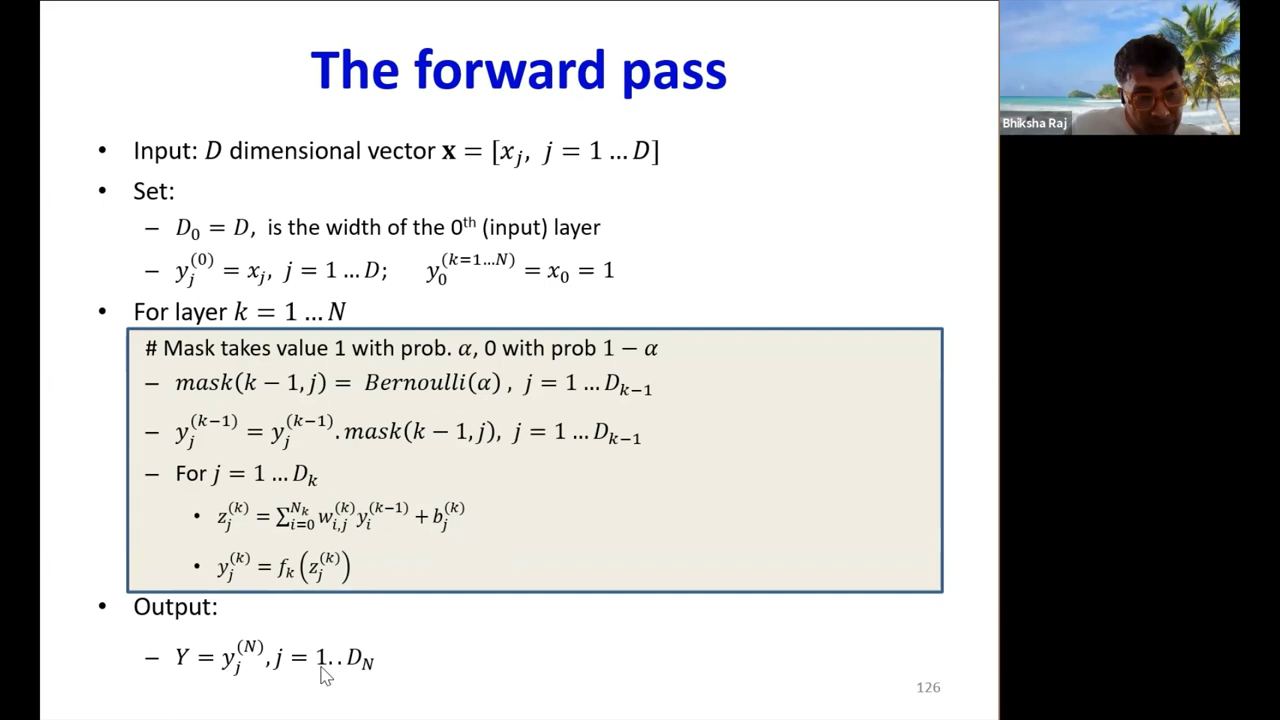 The forward pass
• Input: D dimensional vector 𝐱 = [x_j, j = 1 … D]
• Set:
– D_0 = D, is the width of the 0^th (input) layer
– y_j^(0) = x_j, j = 1 … D; y_0^(k=1…N) = x_0 = 1
• For layer k = 1 … N
# Mask takes value 1 with prob. α, 0 with prob 1 − α
– mask(k − 1, j) = Bernoulli(α) , j = 1 … D_{k−1}
– y_j^(k−1) = y_j^(k−1). mask(k − 1, j), j = 1 … D_{k−1}
– For j = 1 … D_k
• z_j^(k) = ∑_{i=0}^{N_k} w_{i,j}^(k) y_i^(k−1) + b_j^(k)
• y_j^(k) = f_k (z_j^(k))
• Output:
– Y = y_j^(N), j = 1. . D_N
126
Bhiksha Raj